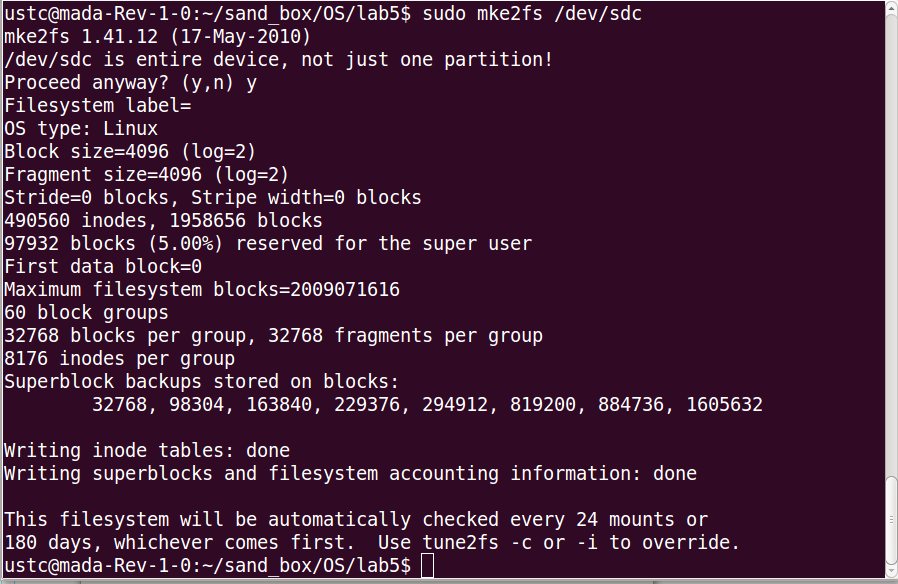 ustc@mada-Rev-1-0:~/sand_box/OS/lab5$ sudo mke2fs /dev/sdc
mke2fs 1.41.12 (17-May-2010)
/dev/sdc is entire device, not just one partition!
Proceed anyway? (y,n) y
Filesystem label=
OS type: Linux
Block size=4096 (log=2)
Fragment size=4096 (log=2)
Stride=0 blocks, Stripe width=0 blocks
490560 inodes, 1958656 blocks
97932 blocks (5.00%) reserved for the super user
First data block=0
Maximum filesystem blocks=2009071616
60 block groups
32768 blocks per group, 32768 fragments per group
8176 inodes per group
Superblock backups stored on blocks:
        32768, 98304, 163840, 229376, 294912, 819200, 884736, 1605632

Writing inode tables: done
Writing superblocks and filesystem accounting information: done

This filesystem will be automatically checked every 24 mounts or
180 days, whichever comes first.  Use tune2fs -c or -i to override.
ustc@mada-Rev-1-0:~/sand_box/OS/lab5$